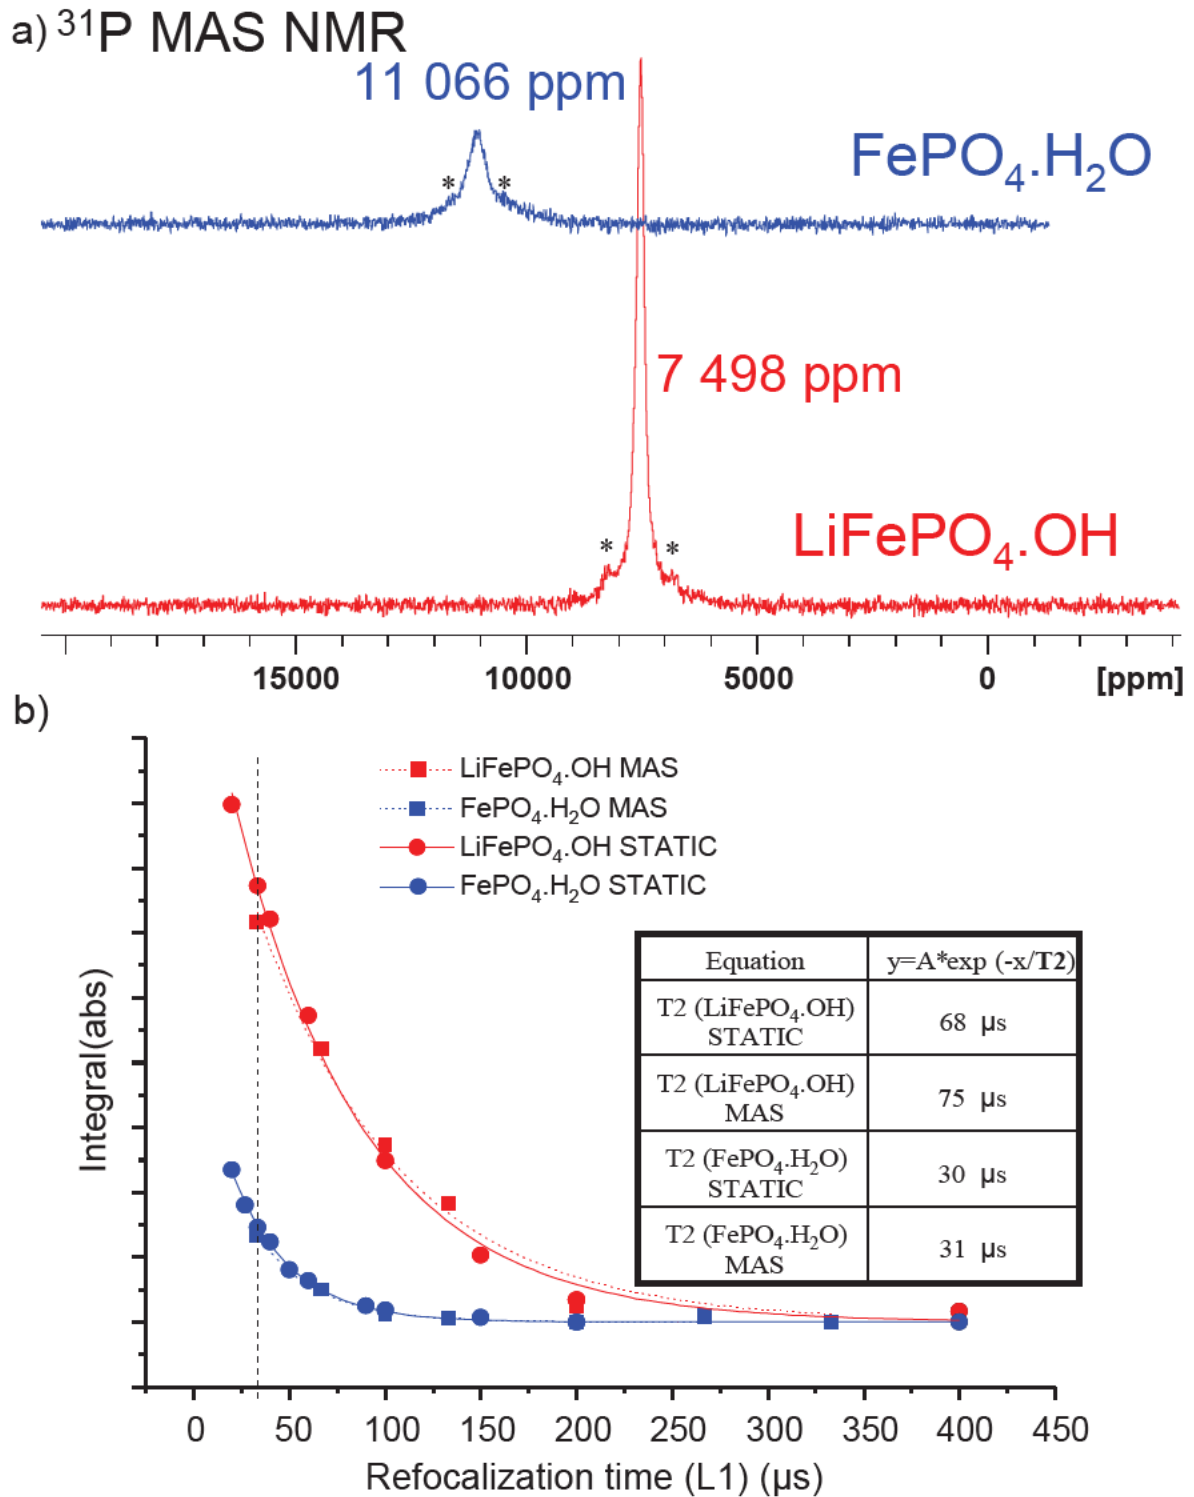 a) ³¹P MAS NMR
11 066 ppm
FePO₄.H₂O
* *
7 498 ppm
LiFePO₄.OH
* *
15000 10000 5000 0 [ppm]
b)
LiFePO₄.OH MAS
FePO₄.H₂O MAS
LiFePO₄.OH STATIC
FePO₄.H₂O STATIC
Equation y=A*exp (-x/T2)
T2 (LiFePO₄.OH) STATIC 68 µs
T2 (LiFePO₄.OH) MAS 75 µs
T2 (FePO₄.H₂O) STATIC 30 µs
T2 (FePO₄.H₂O) MAS 31 µs
Integral(abs)
0 50 100 150 200 250 300 350 400 450
Refocalization time (L1) (µs)